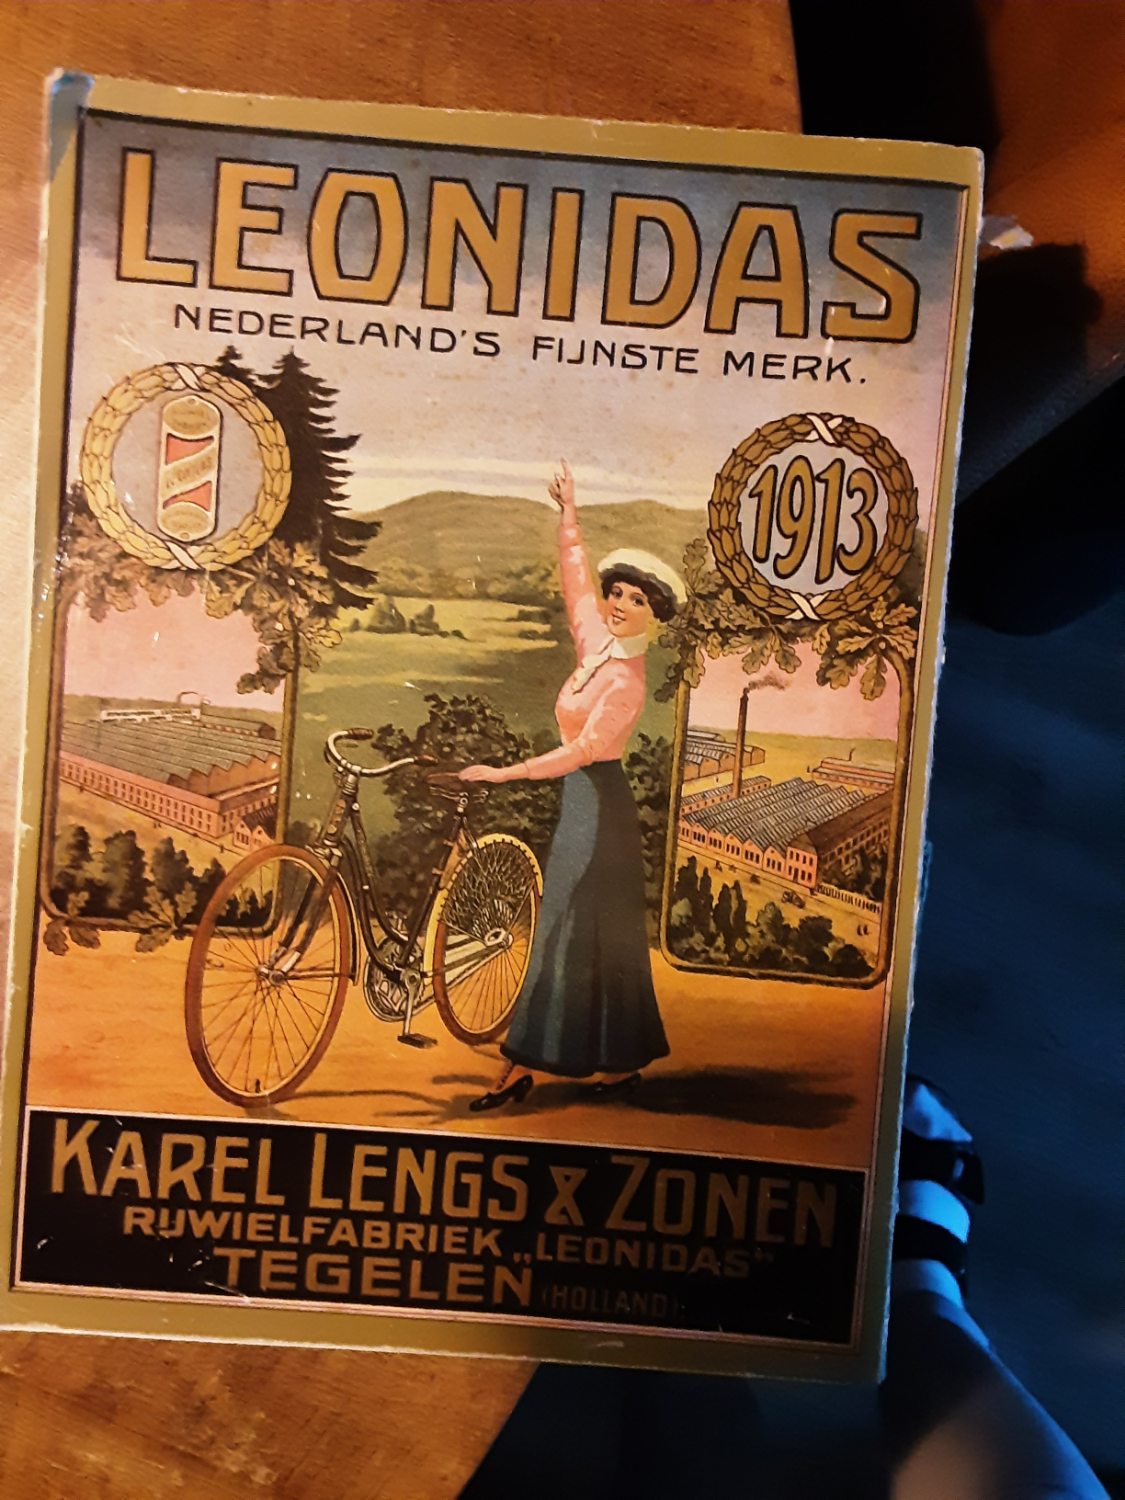 LEONIDAS
NEDERLAND'S FIJNSTE MERK.
1913
KAREL LENGS & ZONEN
RIJWIELFABRIEK „LEONIDAS”
TEGELEN (HOLLAND)